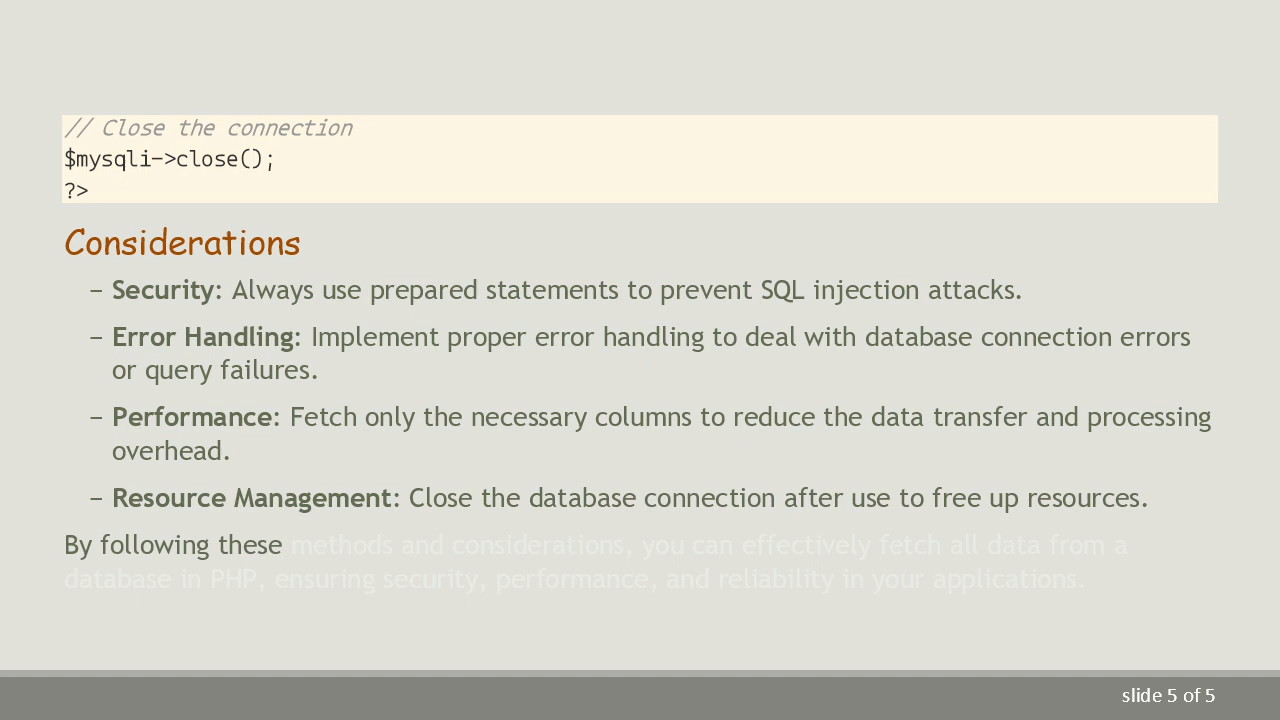 // Close the connection
$mysqli->close();
?>
Considerations
– Security: Always use prepared statements to prevent SQL injection attacks.
– Error Handling: Implement proper error handling to deal with database connection errors
or query failures.
– Performance: Fetch only the necessary columns to reduce the data transfer and processing
overhead.
– Resource Management: Close the database connection after use to free up resources.
By following these methods and considerations, you can effectively fetch all data from a
database in PHP, ensuring security, performance, and reliability in your applications.
slide 5 of 5